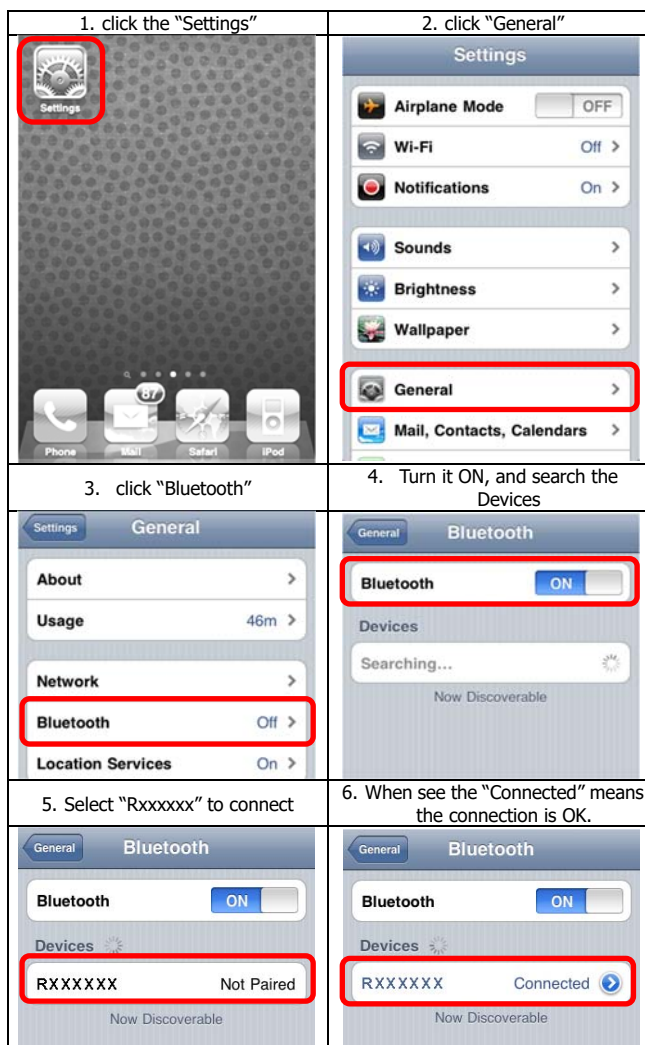 1. click the “Settings”
2. click “General”
Settings
87
Phone
Mail
Safari
iPod
Settings
Airplane Mode OFF
Wi-Fi Off
Notifications On
Sounds
Brightness
Wallpaper
General
Mail, Contacts, Calendars
3. click “Bluetooth”
4. Turn it ON, and search the
Devices
Settings General
About
Usage 46m
Network
Bluetooth Off
Location Services On
General Bluetooth
Bluetooth ON
Devices
Searching...
Now Discoverable
5. Select “Rxxxxxx” to connect
6. When see the “Connected” means
the connection is OK.
General Bluetooth
Bluetooth ON
Devices
RXXXXXX Not Paired
Now Discoverable
General Bluetooth
Bluetooth ON
Devices
RXXXXXX Connected
Now Discoverable